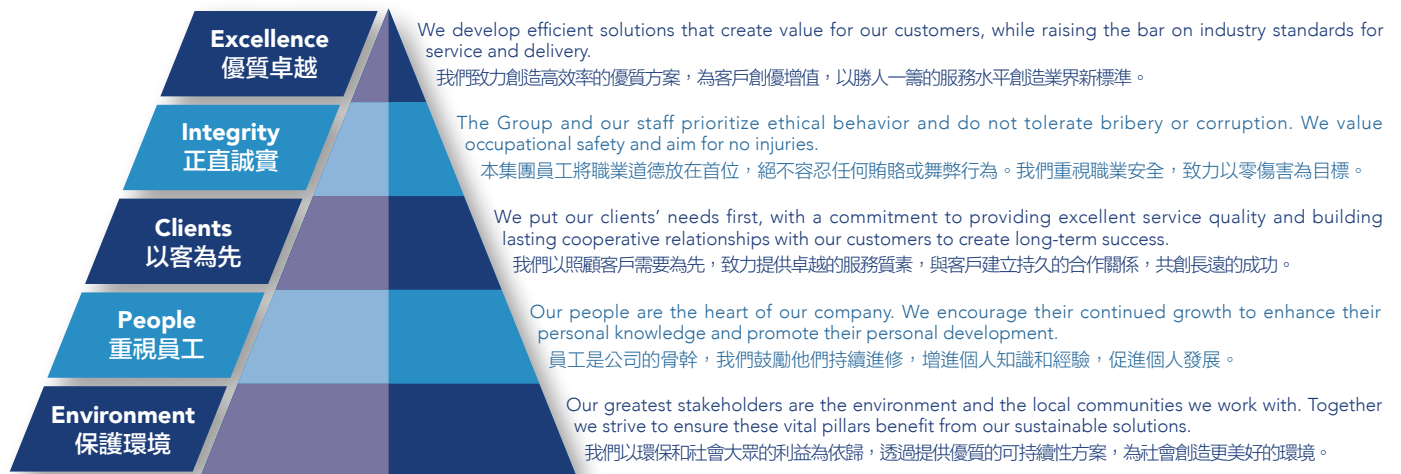 Excellence
優質卓越
We develop efficient solutions that create value for our customers, while raising the bar on industry standards for
service and delivery.
我們致力創造高效率的優質方案，為客戶創優增值，以勝人一籌的服務水平創造業界新標準。
Integrity
正直誠實
The Group and our staff prioritize ethical behavior and do not tolerate bribery or corruption. We value
occupational safety and aim for no injuries.
本集團員工將職業道德放在首位，絕不容忍任何賄賂或舞弊行為。我們重視職業安全，致力以零傷害為目標。
Clients
以客為先
We put our clients’ needs first, with a commitment to providing excellent service quality and building
lasting cooperative relationships with our customers to create long-term success.
我們以照顧客戶需要為先，致力提供卓越的服務質素，與客戶建立持久的合作關係，共創長遠的成功。
People
重視員工
Our people are the heart of our company. We encourage their continued growth to enhance their
personal knowledge and promote their personal development.
員工是公司的骨幹，我們鼓勵他們持續進修，增進個人知識和經驗，促進個人發展。
Environment
保護環境
Our greatest stakeholders are the environment and the local communities we work with. Together
we strive to ensure these vital pillars benefit from our sustainable solutions.
我們以環保和社會大眾的利益為依歸，透過提供優質的可持續性方案，為社會創造更美好的環境。